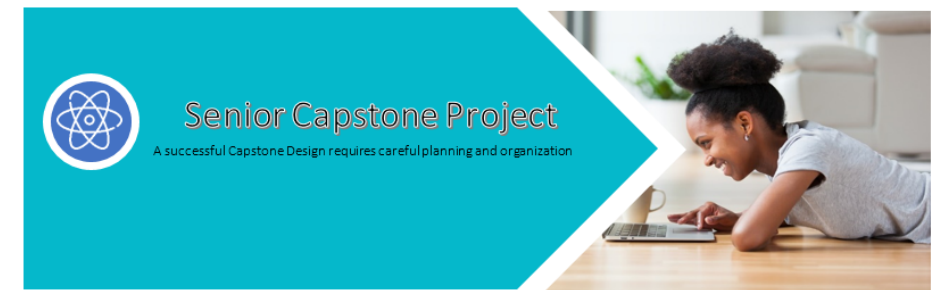 Senior Capstone Project
A successful Capstone Design requires careful planning and organization